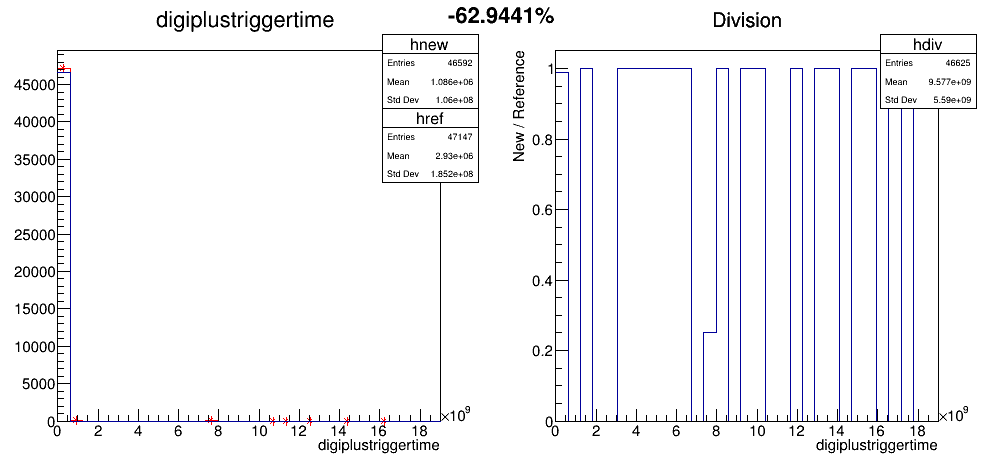 -62.9441%
digiplustriggertime
hnew
Entries 46592
Mean 1.086e+06
Std Dev 1.06e+08
href
Entries 47147
Mean 2.93e+06
Std Dev 1.852e+08
45000
40000
35000
30000
25000
20000
15000
10000
5000
0
0 2 4 6 8 10 12 14 16 18
×10⁹
digiplustriggertime
Division
hdiv
Entries 46625
Mean 9.577e+09
Std Dev 5.59e+09
New / Reference
1
0.8
0.6
0.4
0.2
0
0 2 4 6 8 10 12 14 16 18
×10⁹
digiplustriggertime